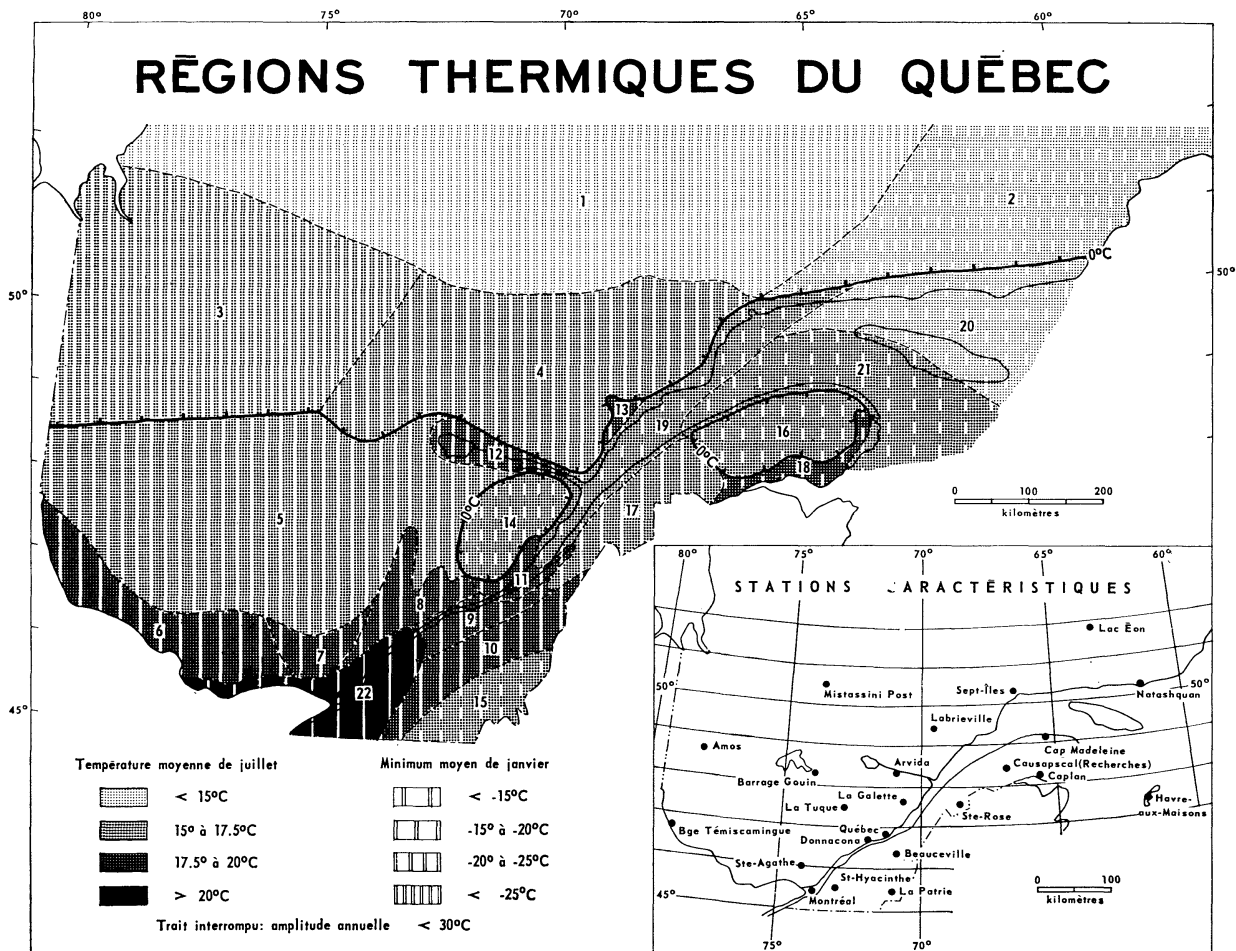 80° 75° 70° 65° 60°
RĒGIONS THERMIQUES DU QUĒBEC
1
2
0°C
50°
50°
3
20
4
21
13
19
16
12
0°C
18
5
0°C
14
17
0 100 200
kilomètres
11
8
9
6
7
10
22
15
45°
Température moyenne de juillet
< 15°C
15° à 17.5°C
17.5° à 20°C
> 20°C
Minimum moyen de janvier
< -15°C
-15° à -20°C
-20° à -25°C
< -25°C
Trait interrompu: amplitude annuelle < 30°C
80° 75° 70° 65° 60°
STATIONS CARACTĒRISTIQUES
Lac Ēon
50°
Mistassini Post
Sept-Îles
Natashquan
50°
Labrieville
Amos
Cap Madeleine
Barrage Gouin
Arvida
Causapscal(Recherches)
Caplan
La Galette
La Tuque
Havre-
aux-Maisons
Ste-Rose
Bge Témiscamingue
Québec
Donnacona
Beauceville
Ste-Agathe
St-Hyacinthe
La Patrie
Montréal
45°
45°
0 100
kilomètres
75° 70°